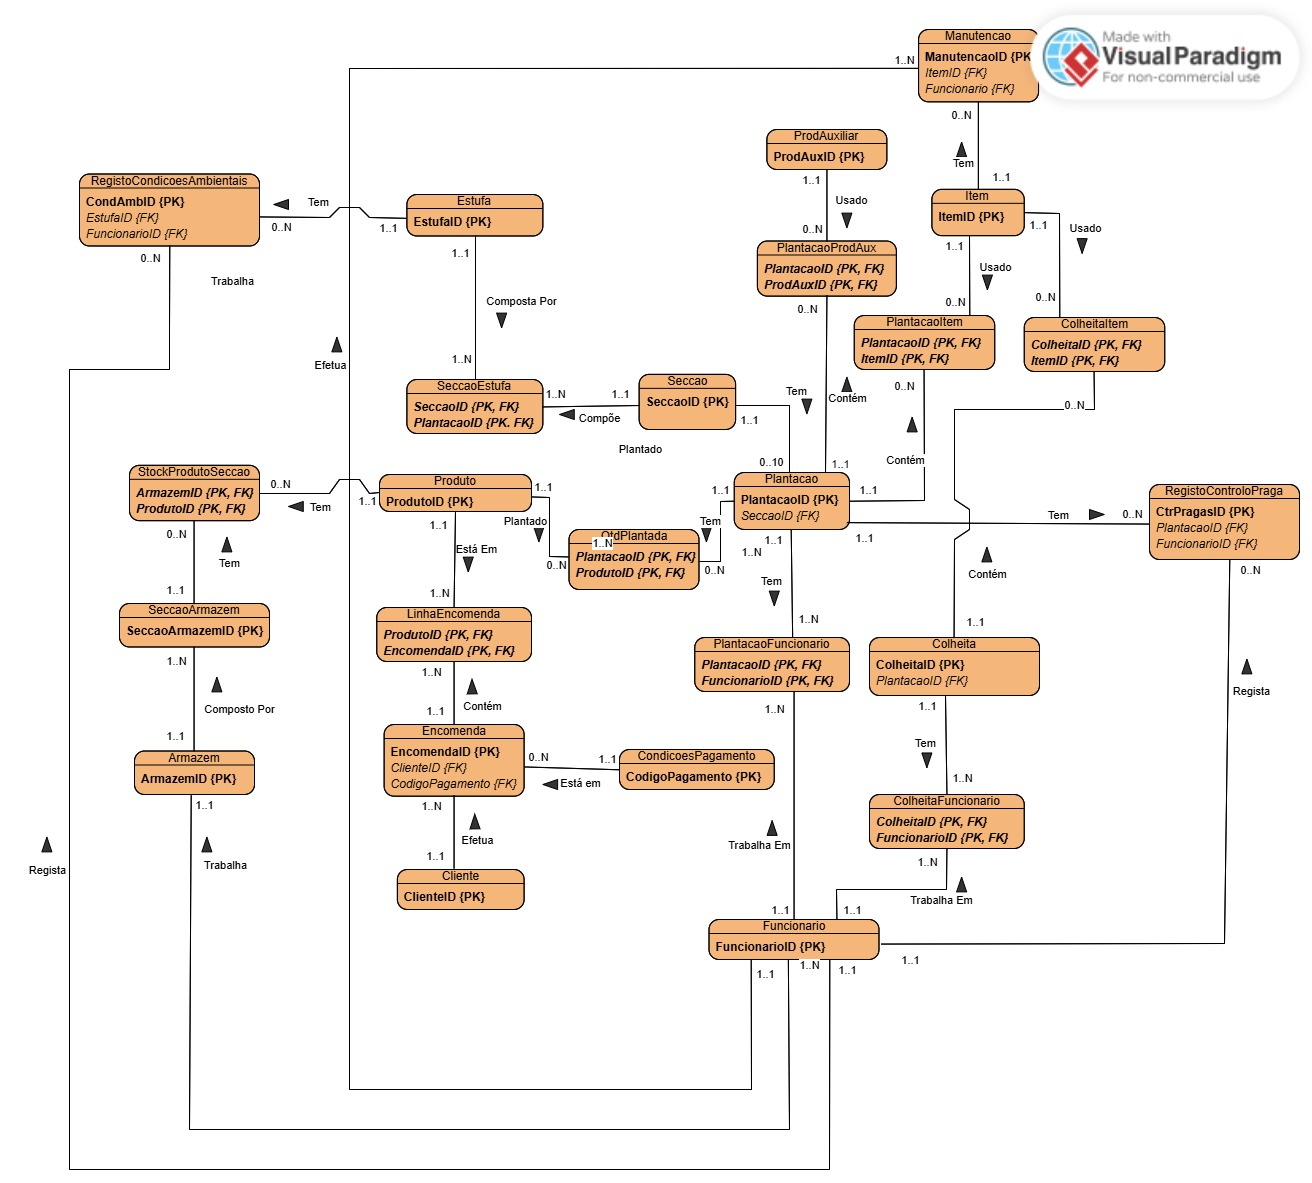 Made with
Visual Paradigm
For non-commercial use
Manutencao
ManutencaoID {PK
ItemID {FK}
Funcionario {FK}
1..N
0..N
Tem
1..1
ProdAuxiliar
ProdAuxID {PK}
1..1
Usado
0..N
Item
ItemID {PK}
1..1
Usado
1..1
Usado
0..N
0..N
RegistoCondicoesAmbientais
CondAmbID {PK}
EstufaID {FK}
FuncionarioID {FK}
0..N
Tem
0..N
1..1
Trabalha
Estufa
EstufaID {PK}
1..1
Composta Por
1..N
PlantacaoProdAux
PlantacaoID {PK, FK}
ProdAuxID {PK, FK}
0..N
Contém
Tem
PlantacaoItem
PlantacaoID {PK, FK}
ItemID {PK, FK}
0..N
Contém
ColheitaItem
ColheitaID {PK, FK}
ItemID {PK, FK}
0..N
Efetua
SeccaoEstufa
SeccaoID {PK, FK}
PlantacaoID {PK. FK}
1..N
1..1
Compõe
Seccao
SeccaoID {PK}
1..1
Plantado
0..10
1..1
StockProdutoSeccao
ArmazemID {PK, FK}
ProdutoID {PK, FK}
0..N
Tem
1..1
0..N
Tem
1..1
Produto
ProdutoID {PK}
1..1
Plantado
0..N
1..1
Está Em
1..N
QtdPlantada
1..N
PlantacaoID {PK, FK}
ProdutoID {PK, FK}
1..1
Tem
0..N
Plantacao
PlantacaoID {PK}
SeccaoID {FK}
1..1
1..1
1..1
1..N
Tem
1..N
Tem
0..N
RegistoControloPraga
CtrPragasID {PK}
PlantacaoID {FK}
FuncionarioID {FK}
0..N
Contém
1..1
SeccaoArmazem
SeccaoArmazemID {PK}
1..N
Composto Por
1..1
LinhaEncomenda
ProdutoID {PK, FK}
EncomendaID {PK, FK}
1..N
Contém
1..1
PlantacaoFuncionario
PlantacaoID {PK, FK}
FuncionarioID {PK, FK}
1..N
Colheita
ColheitaID {PK}
PlantacaoID {FK}
1..1
Tem
1..N
Regista
Armazem
ArmazemID {PK}
1..1
Trabalha
Encomenda
EncomendaID {PK}
ClienteID {FK}
CodigoPagamento {FK}
0..N
1..1
Está em
CondicoesPagamento
CodigoPagamento {PK}
1..N
Efetua
1..1
ColheitaFuncionario
ColheitaID {PK, FK}
FuncionarioID {PK, FK}
1..N
Trabalha Em
Trabalha Em
Regista
Cliente
ClienteID {PK}
1..1
1..1
Funcionario
FuncionarioID {PK}
1..1
1..N
1..1
1..1